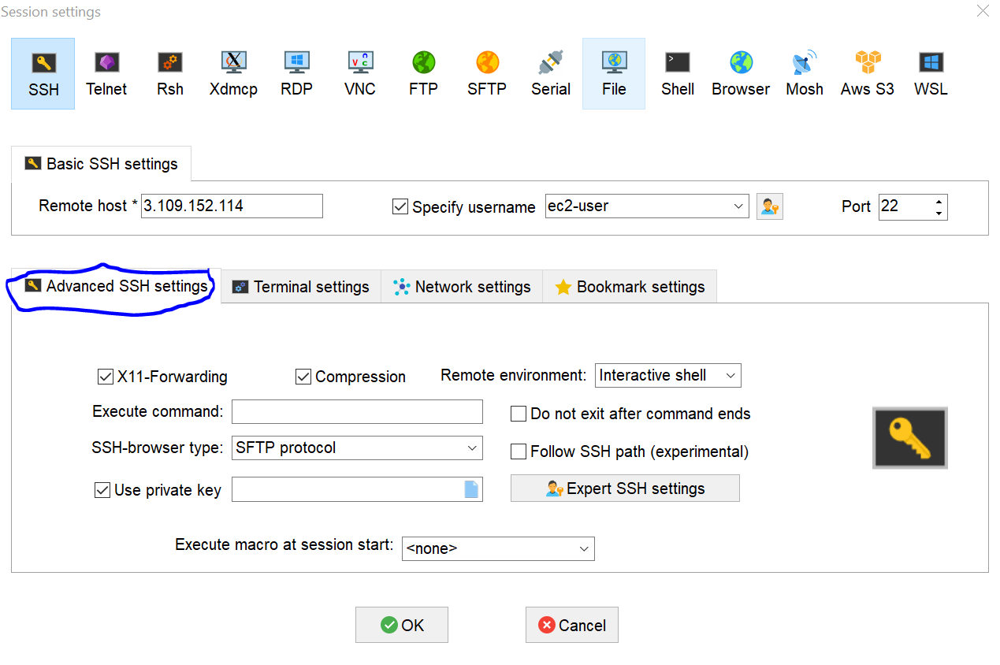 Session settings
SSH Telnet Rsh Xdmcp RDP VNC FTP SFTP Serial File Shell Browser Mosh Aws S3 WSL
Basic SSH settings
Remote host * 3.109.152.114 Specify username ec2-user Port 22
Advanced SSH settings Terminal settings Network settings Bookmark settings
X11-Forwarding Compression Remote environment: Interactive shell
Execute command: Do not exit after command ends
SSH-browser type: SFTP protocol Follow SSH path (experimental)
Use private key Expert SSH settings
Execute macro at session start: <none>
OK Cancel